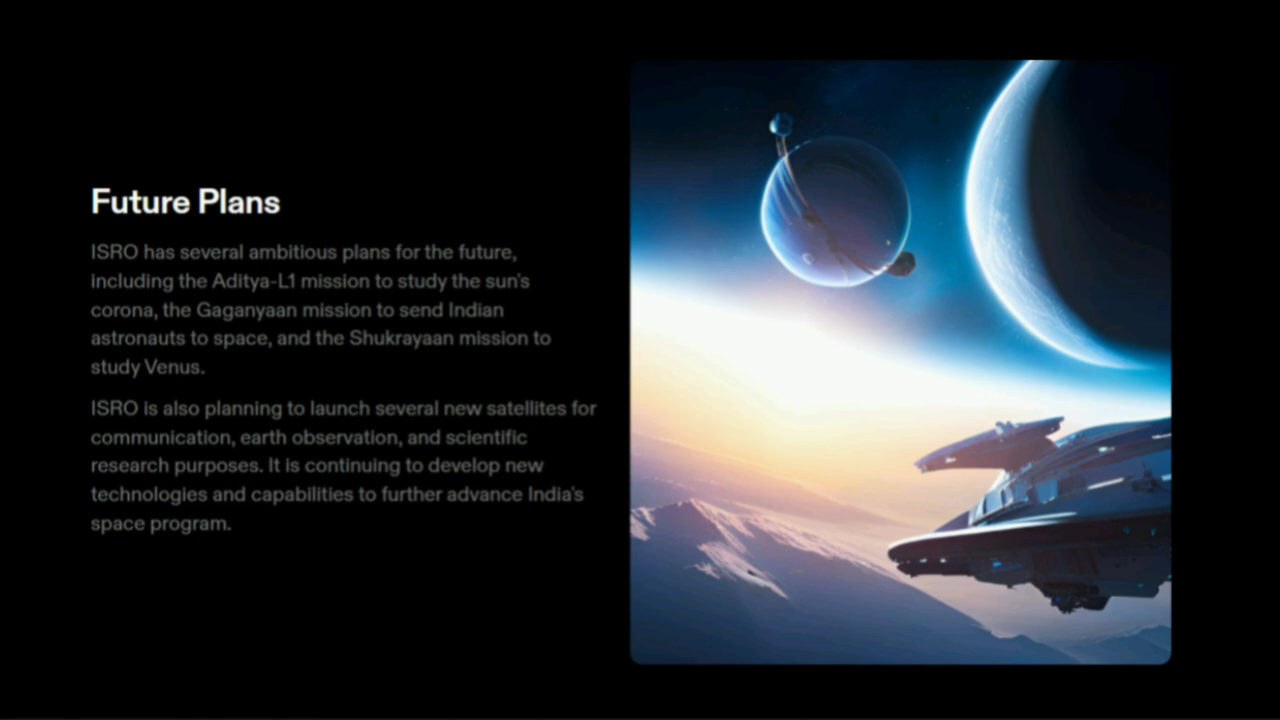 Future Plans
ISRO has several ambitious plans for the future,
including the Aditya-L1 mission to study the sun's
corona, the Gaganyaan mission to send Indian
astronauts to space, and the Shukrayaan mission to
study Venus.
ISRO is also planning to launch several new satellites for
communication, earth observation, and scientific
research purposes. It is continuing to develop new
technologies and capabilities to further advance India's
space program.